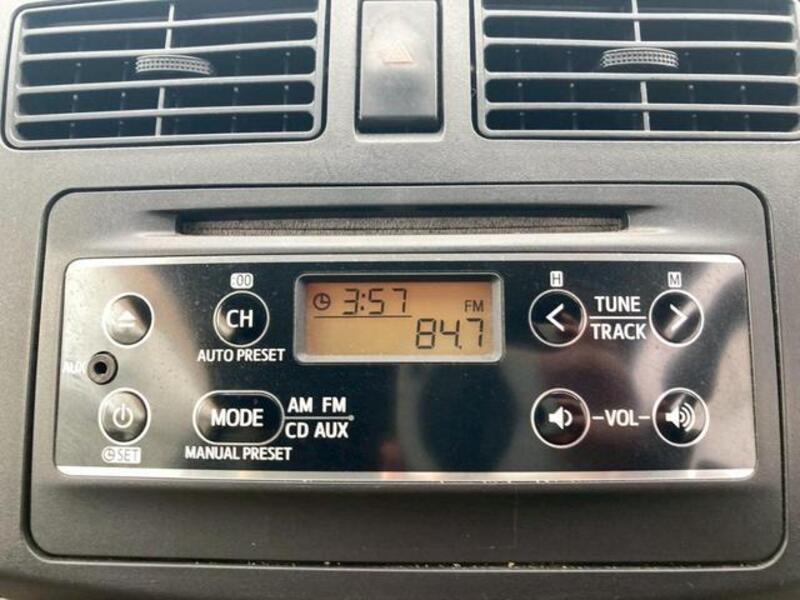 :00
H
M
3:57
FM
84.7
CH
AUTO PRESET
TUNE
TRACK
AUX
MODE
AM FM
CD AUX
MANUAL PRESET
VOL
SET